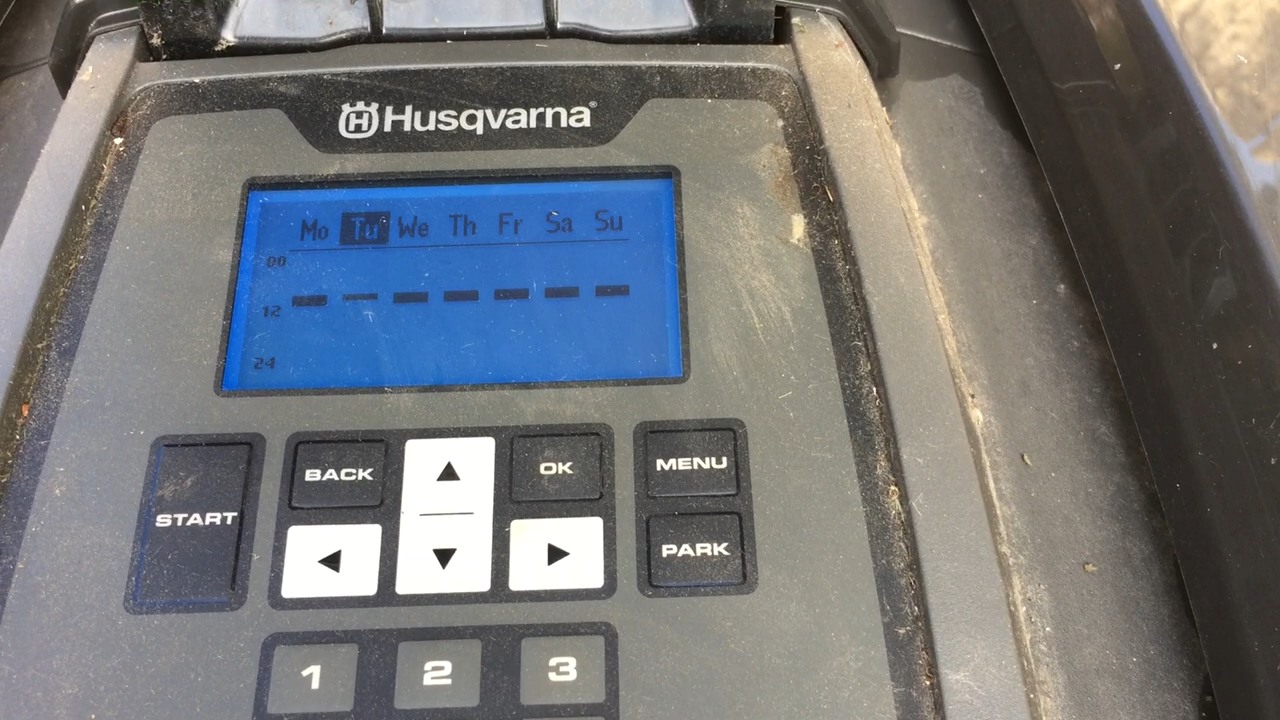 Husqvarna®
Mo Tu We Th Fr Sa Su
00
12
24
BACK OK MENU
START
PARK
1 2 3